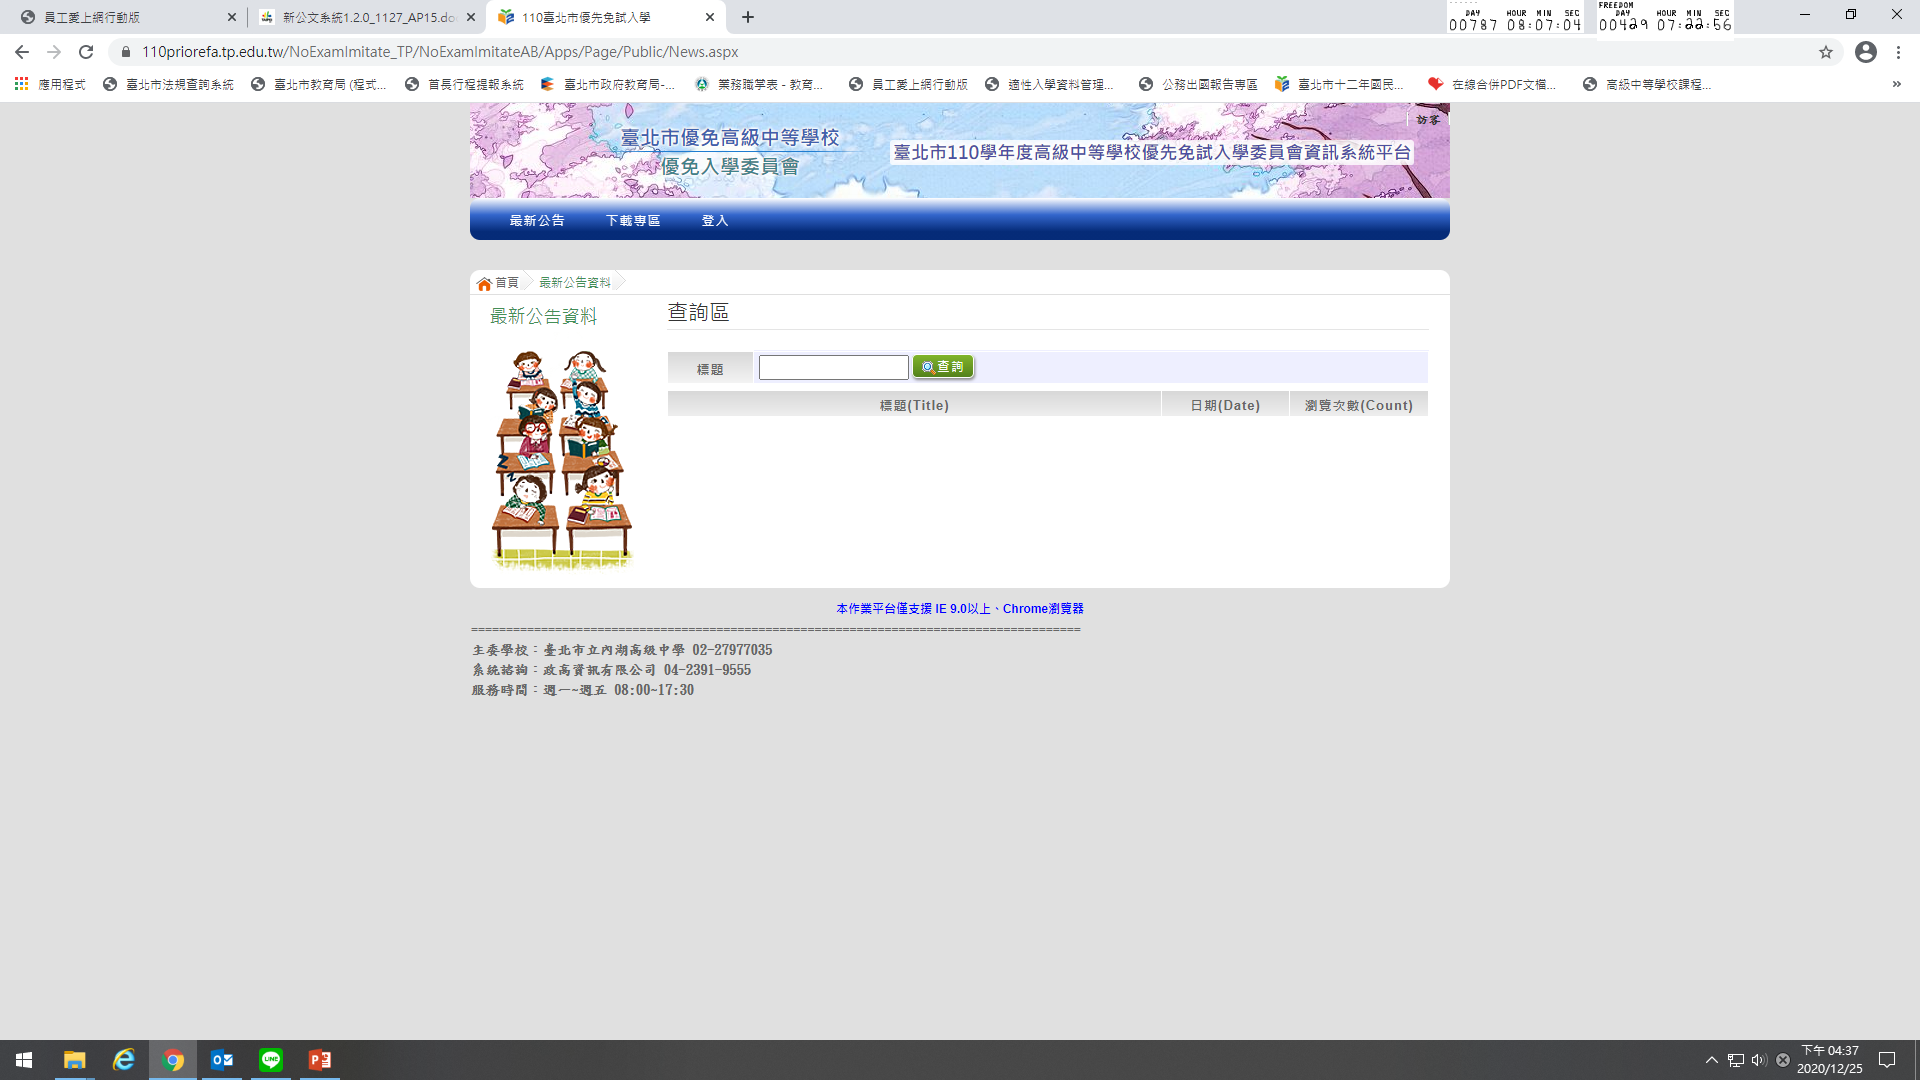 員工愛上網行動版
新公文系統1.2.0_1127_AP15.do
110臺北市優先免試入學
DAY HOUR MIN SEC
00787 08:07:04
FREEDOM
DAY HOUR MIN SEC
00429 07:22:56
110priorefa.tp.edu.tw/NoExamImitate_TP/NoExamImitateAB/Apps/Page/Public/News.aspx
應用程式 臺北市法規查詢系統 臺北市教育局 (程式... 首長行程提報系統 臺北市政府教育局-... 業務職掌表 - 教育... 員工愛上網行動版 適性入學資料管理... 公務出國報告專區 臺北市十二年國民... 在線合併PDF文檔... 高級中等學校課程... »
訪客
臺北市優免高級中等學校
優免入學委員會
臺北市110學年度高級中等學校優先免試入學委員會資訊系統平台
最新公告 下載專區 登入
首頁 最新公告資料
最新公告資料
查詢區
標題 查詢
標題(Title) 日期(Date) 瀏覽次數(Count)
本作業平台僅支援 IE 9.0以上、Chrome瀏覽器
主委學校：臺北市立內湖高級中學 02-27977035
系統諮詢：政高資訊有限公司 04-2391-9555
服務時間：週一~週五 08:00~17:30
下午 04:37
2020/12/25